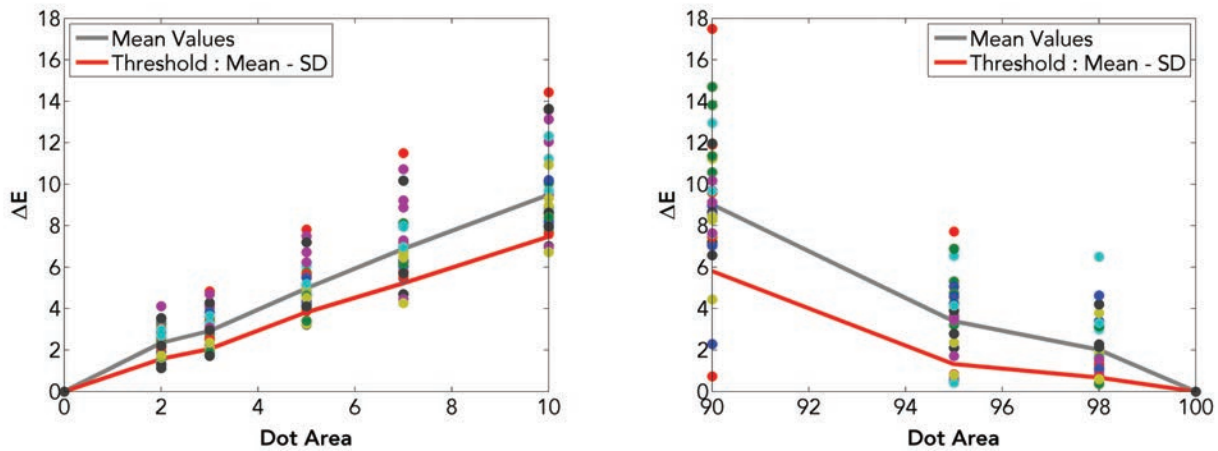 18
16
14
12
10
8
6
4
2
0
ΔE
Mean Values
Threshold : Mean - SD
0 2 4 6 8 10
Dot Area
18
16
14
12
10
8
6
4
2
0
ΔE
Mean Values
Threshold : Mean - SD
90 92 94 96 98 100
Dot Area